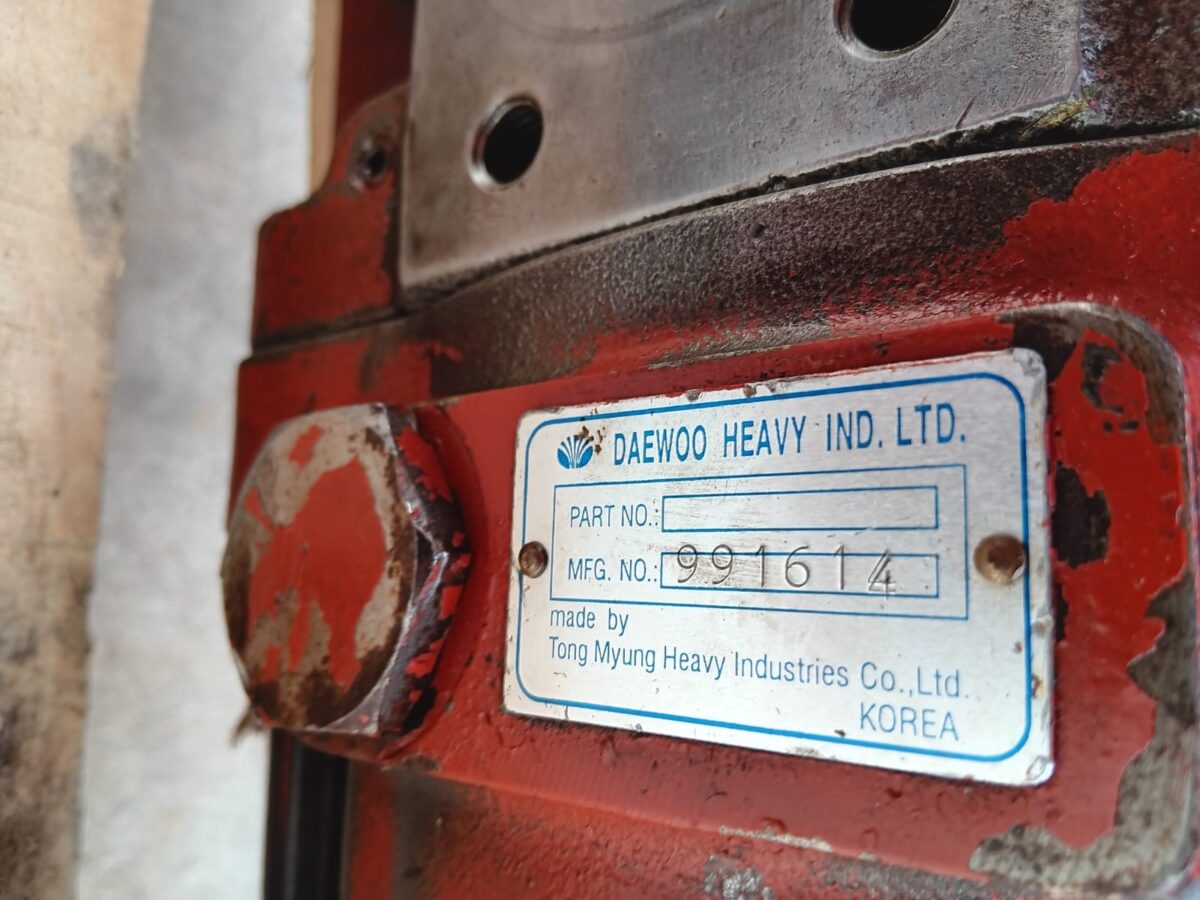 DAEWOO HEAVY IND. LTD.
PART NO.:
MFG. NO.: 991614
made by
Tong Myung Heavy Industries Co.,Ltd.
KOREA